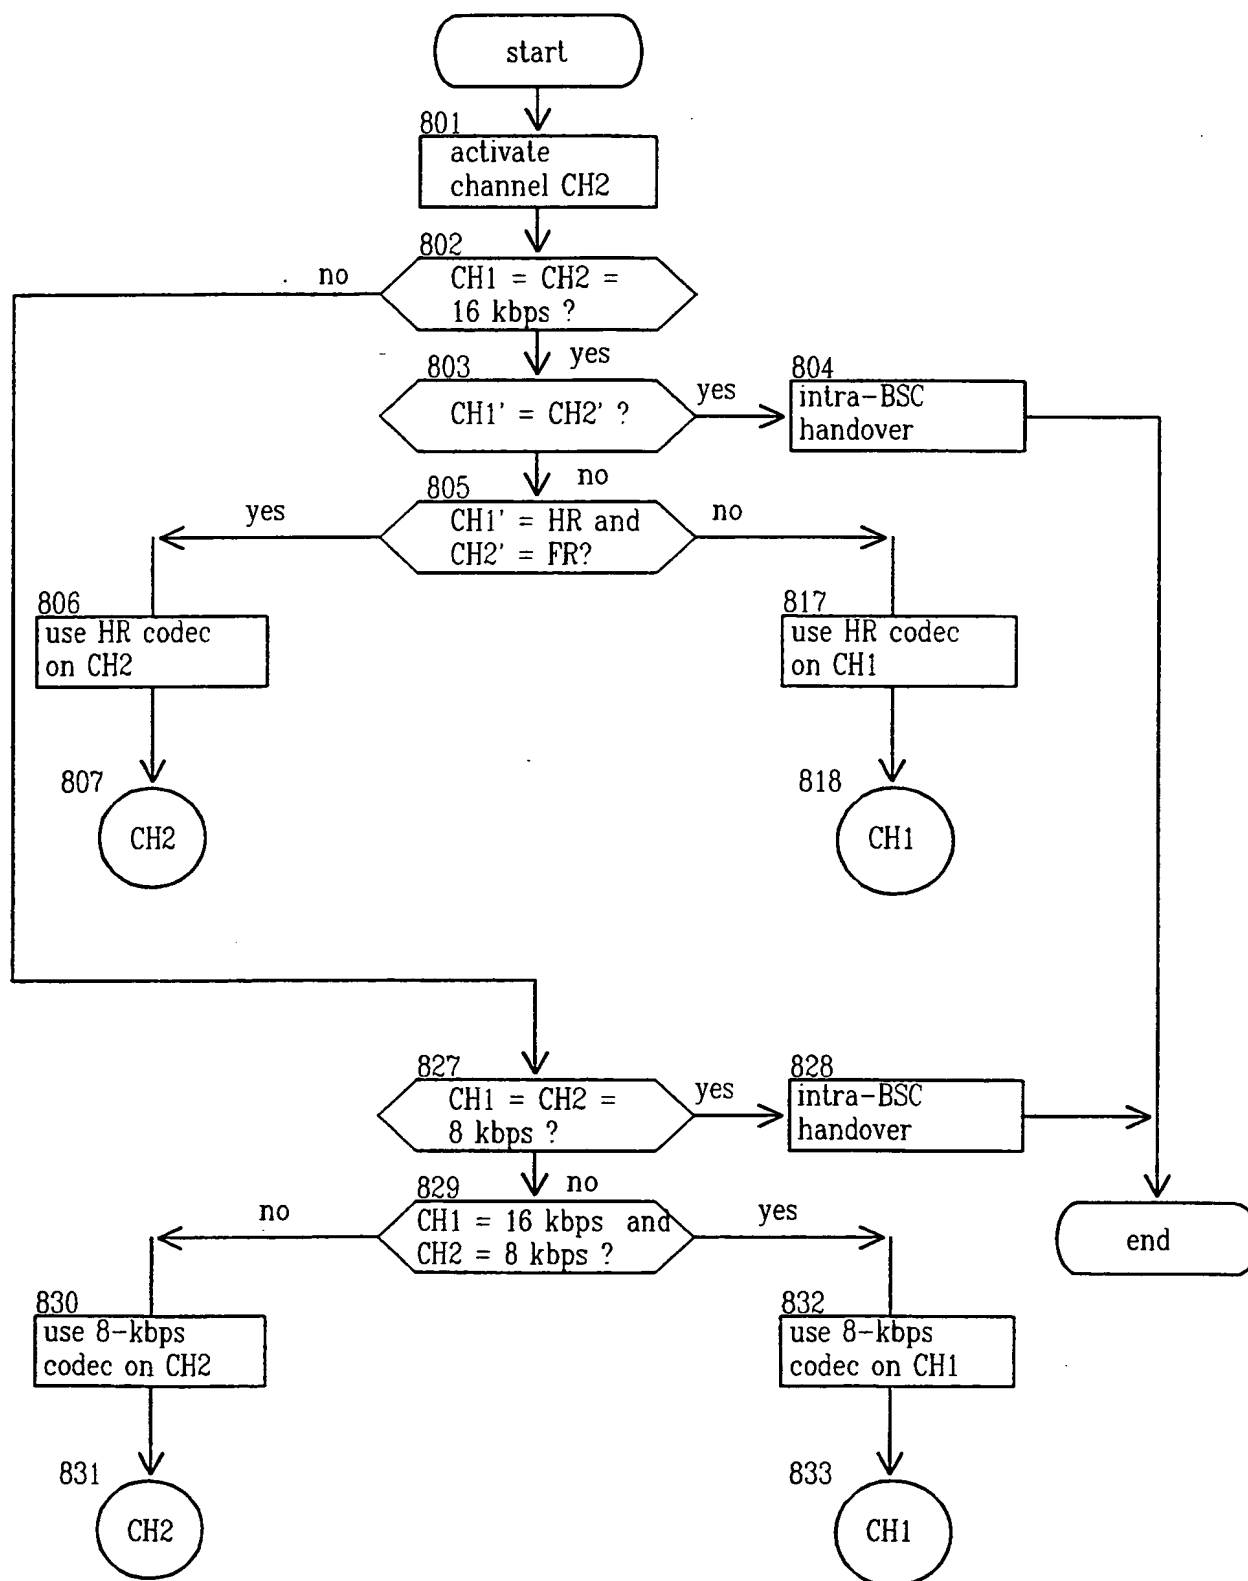 start
801
activate
channel CH2
802
no
CH1 = CH2 =
16 kbps ?
yes
803
CH1' = CH2' ?
yes
804
intra-BSC
handover
no
805
yes
CH1' = HR and
CH2' = FR?
no
806
use HR codec
on CH2
817
use HR codec
on CH1
807
CH2
818
CH1
827
CH1 = CH2 =
8 kbps ?
yes
828
intra-BSC
handover
no
829
no
CH1 = 16 kbps and
CH2 = 8 kbps ?
yes
end
830
use 8-kbps
codec on CH2
832
use 8-kbps
codec on CH1
831
CH2
833
CH1